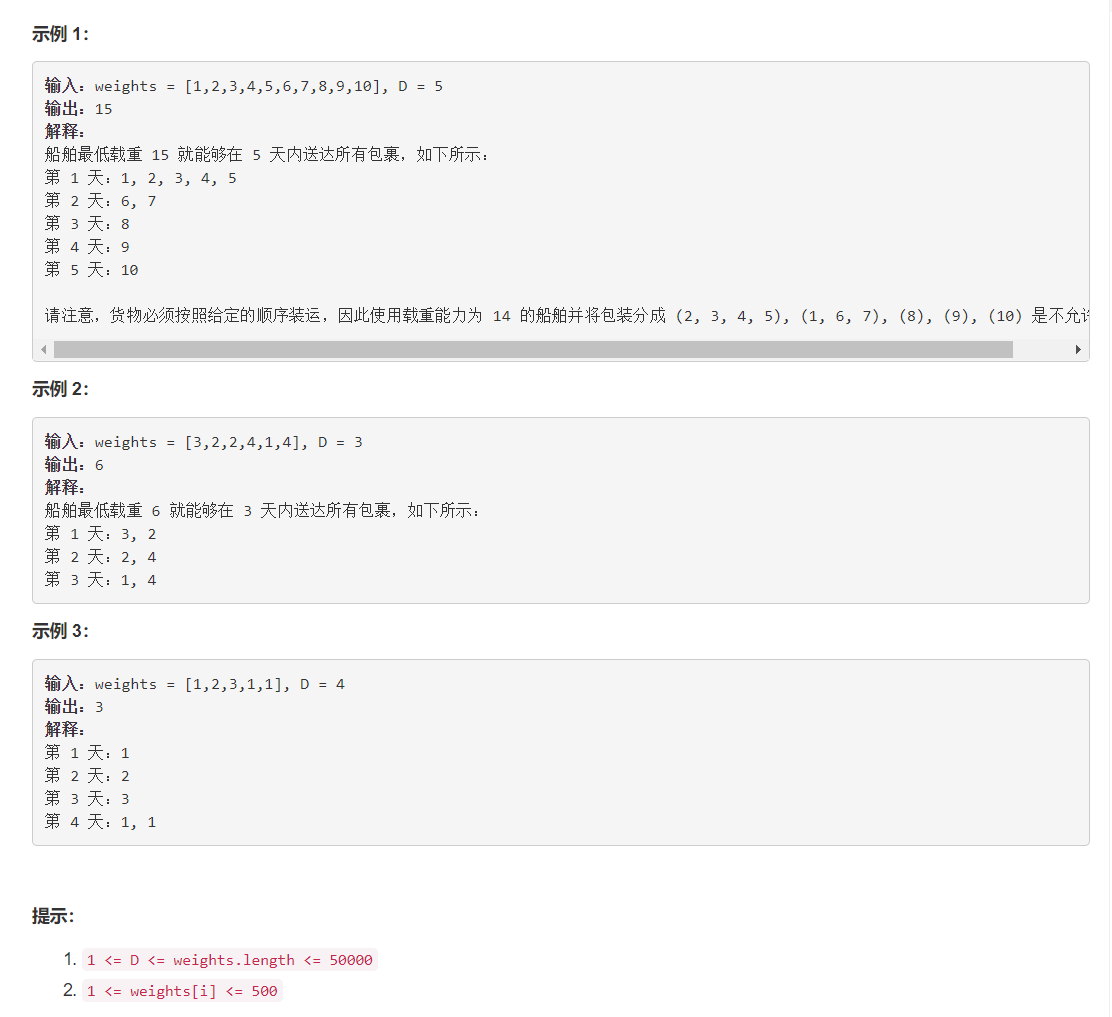 示例 1：
输入：weights = [1,2,3,4,5,6,7,8,9,10], D = 5
输出：15
解释：
船舶最低载重 15 就能够在 5 天内送达所有包裹，如下所示：
第 1 天：1, 2, 3, 4, 5
第 2 天：6, 7
第 3 天：8
第 4 天：9
第 5 天：10
请注意，货物必须按照给定的顺序装运，因此使用载重能力为 14 的船舶并将包装分成 (2, 3, 4, 5), (1, 6, 7), (8), (9), (10) 是不允
示例 2：
输入：weights = [3,2,2,4,1,4], D = 3
输出：6
解释：
船舶最低载重 6 就能够在 3 天内送达所有包裹，如下所示：
第 1 天：3, 2
第 2 天：2, 4
第 3 天：1, 4
示例 3：
输入：weights = [1,2,3,1,1], D = 4
输出：3
解释：
第 1 天：1
第 2 天：2
第 3 天：3
第 4 天：1, 1
提示：
1. 1 <= D <= weights.length <= 50000
2. 1 <= weights[i] <= 500